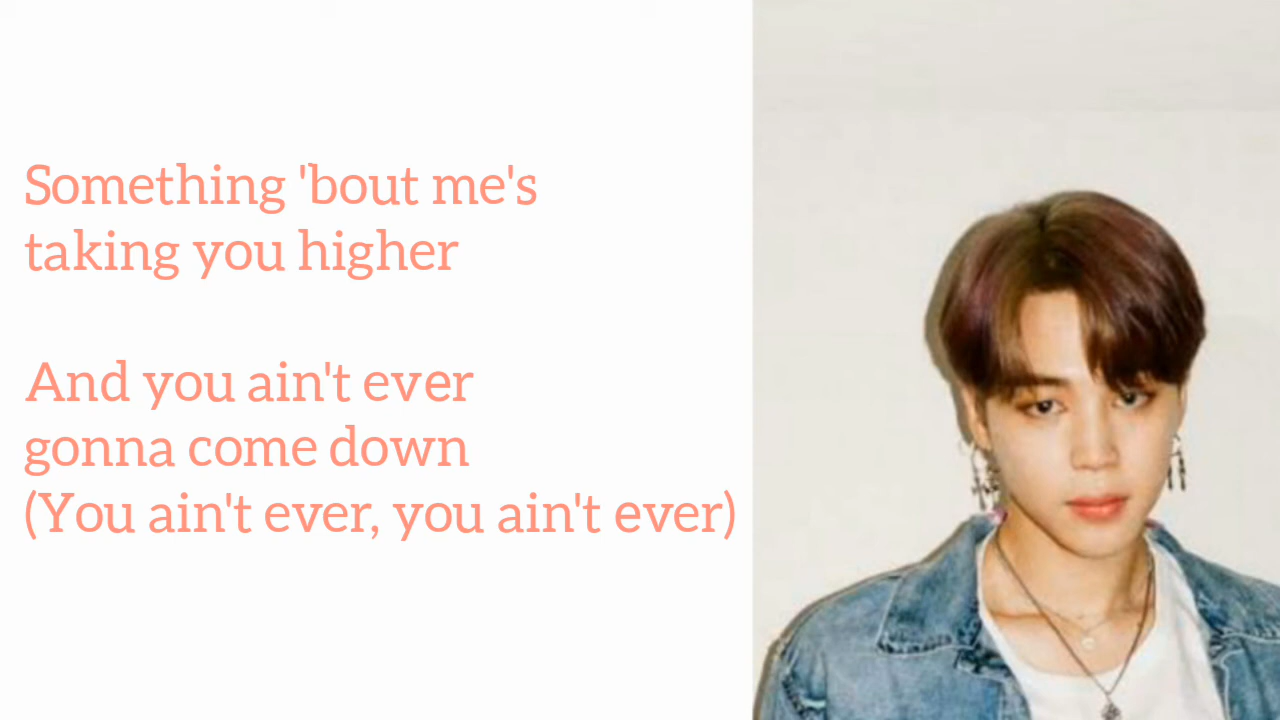 Something 'bout me's
taking you higher
And you ain't ever
gonna come down
(You ain't ever, you ain't ever)